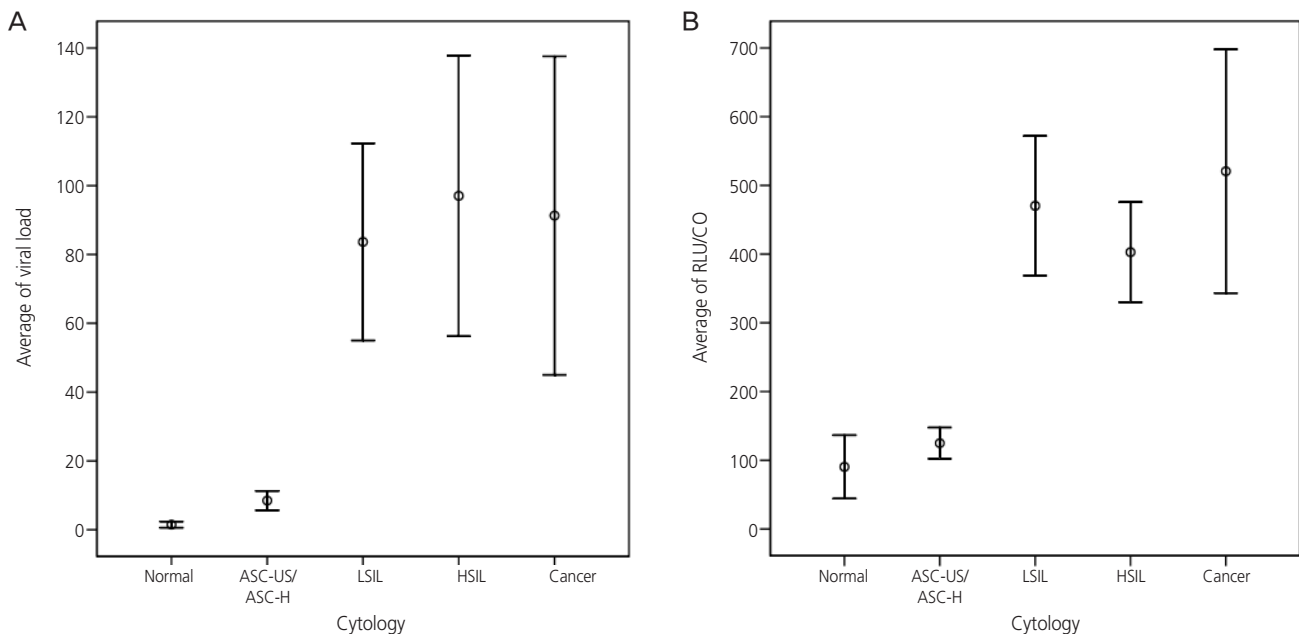 A
Average of viral load
140
120
100
80
60
40
20
0
Normal
ASC-US/
ASC-H
LSIL
HSIL
Cancer
Cytology
B
Average of RLU/CO
700
600
500
400
300
200
100
0
Normal
ASC-US/
ASC-H
LSIL
HSIL
Cancer
Cytology